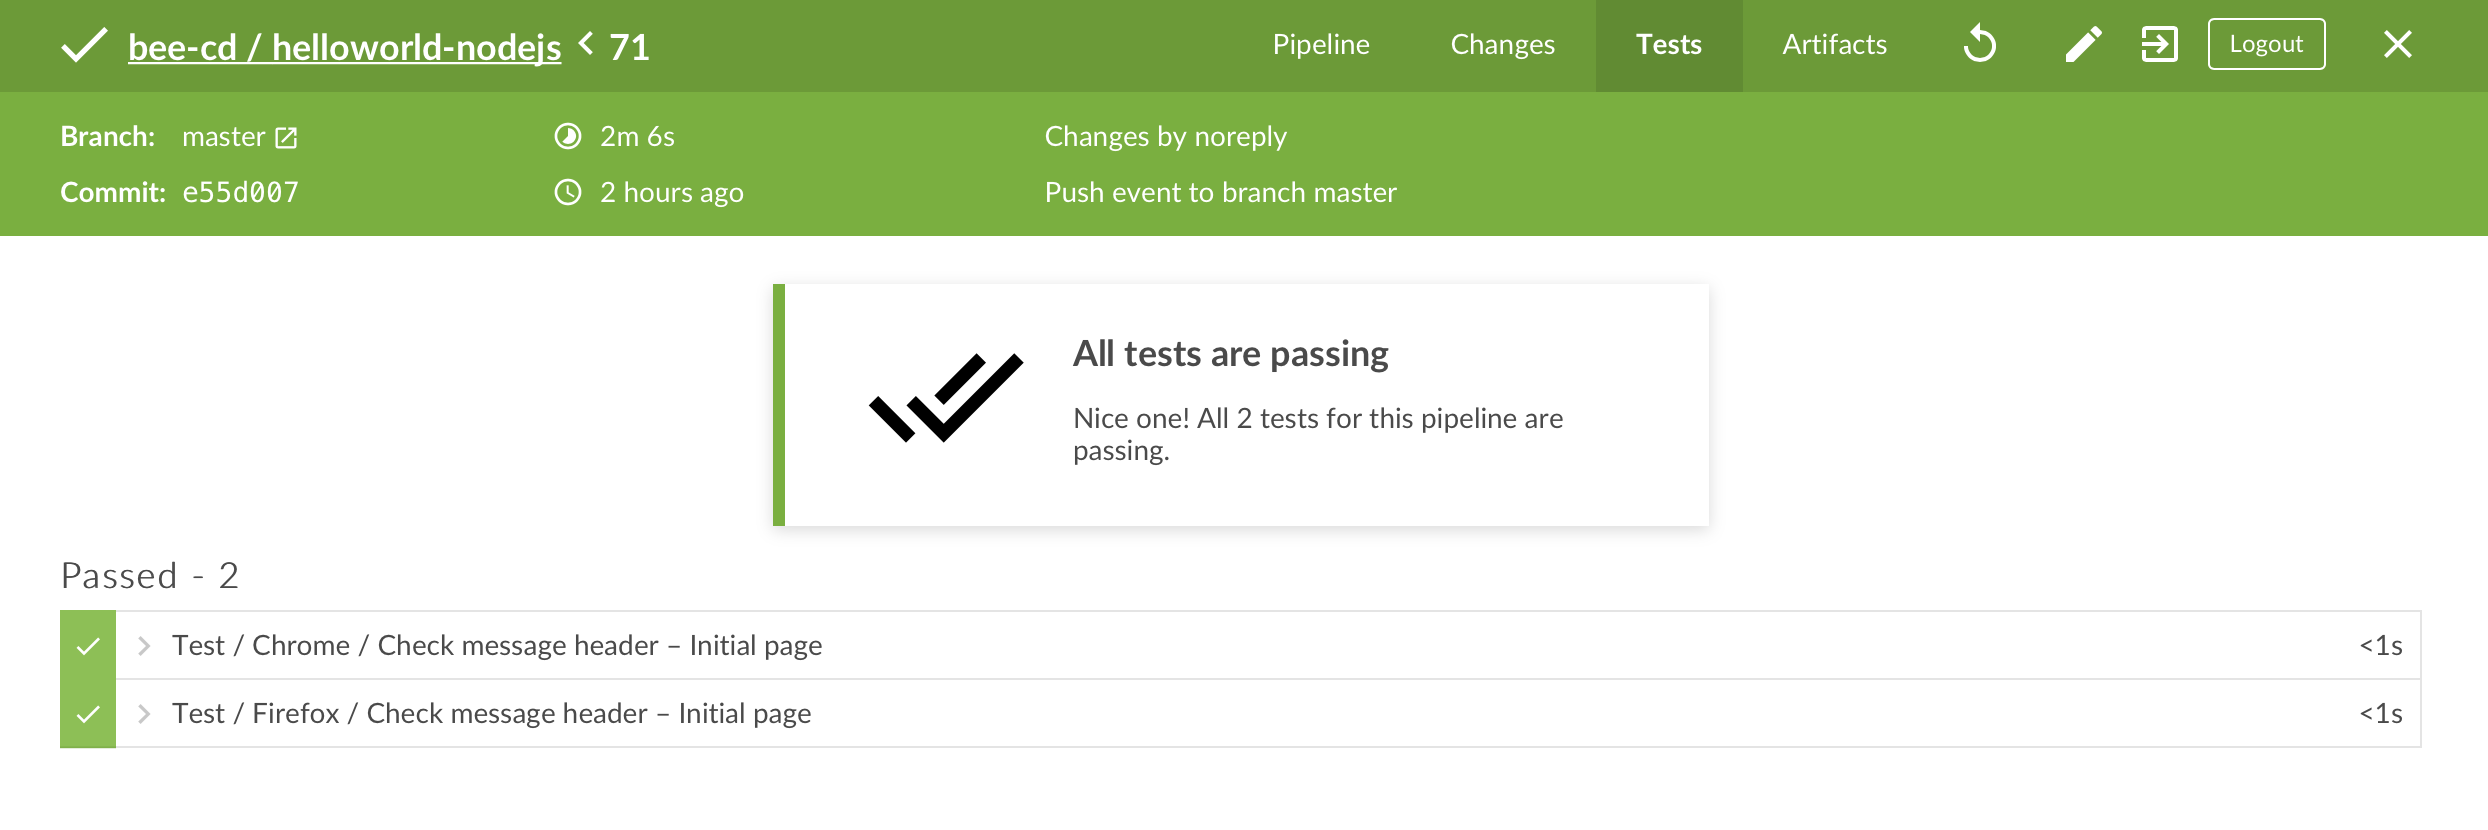 bee-cd / helloworld-nodejs < 71
Pipeline Changes Tests Artifacts Logout
Branch: master 2m 6s Changes by noreply
Commit: e55d007 2 hours ago Push event to branch master
All tests are passing
Nice one! All 2 tests for this pipeline are
passing.
Passed - 2
Test / Chrome / Check message header – Initial page <1s
Test / Firefox / Check message header – Initial page <1s